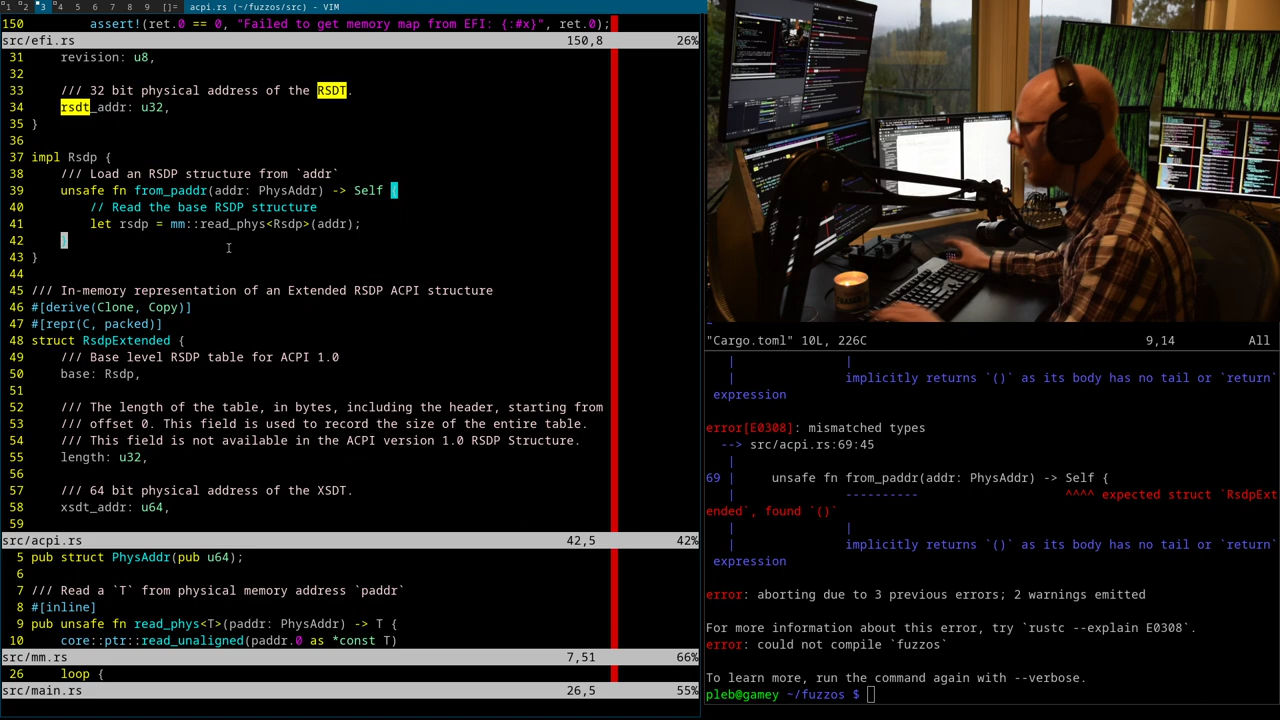 1 2 3 4 5 6 7 8 9 []= acpi.rs (~/fuzzos/src) - VIM
150 assert!(ret.0 == 0, "Failed to get memory map from EFI: {:#x}", ret.0);
src/efi.rs 150,8 26%
31 revision: u8,
32
33 /// 32 bit physical address of the RSDT.
34 rsdt_addr: u32,
35 }
36
37 impl Rsdp {
38 /// Load an RSDP structure from `addr`
39 unsafe fn from_paddr(addr: PhysAddr) -> Self {
40 // Read the base RSDP structure
41 let rsdp = mm::read_phys<Rsdp>(addr);
42 }
43 }
44
45 /// In-memory representation of an Extended RSDP ACPI structure
46 #[derive(Clone, Copy)]
47 #[repr(C, packed)]
48 struct RsdpExtended {
49 /// Base level RSDP table for ACPI 1.0
50 base: Rsdp,
51
52 /// The length of the table, in bytes, including the header, starting from
53 /// offset 0. This field is used to record the size of the entire table.
54 /// This field is not available in the ACPI version 1.0 RSDP Structure.
55 length: u32,
56
57 /// 64 bit physical address of the XSDT.
58 xsdt_addr: u64,
59
src/acpi.rs 42,5 42%
5 pub struct PhysAddr(pub u64);
6
7 /// Read a `T` from physical memory address `paddr`
8 #[inline]
9 pub unsafe fn read_phys<T>(paddr: PhysAddr) -> T {
10 core::ptr::read_unaligned(paddr.0 as *const T)
src/mm.rs 7,51 66%
26 loop {
src/main.rs 26,5 55%
~
"Cargo.toml" 10L, 226C 9,14 All
| |
| implicitly returns `()` as its body has no tail or `return`
expression
error[E0308]: mismatched types
--> src/acpi.rs:69:45
|
69 | unsafe fn from_paddr(addr: PhysAddr) -> Self {
| ---------- ^^^^ expected struct `RsdpExt
ended`, found `()`
| |
| implicitly returns `()` as its body has no tail or `return`
expression
error: aborting due to 3 previous errors; 2 warnings emitted
For more information about this error, try `rustc --explain E0308`.
error: could not compile `fuzzos`
To learn more, run the command again with --verbose.
pleb@gamey ~/fuzzos $